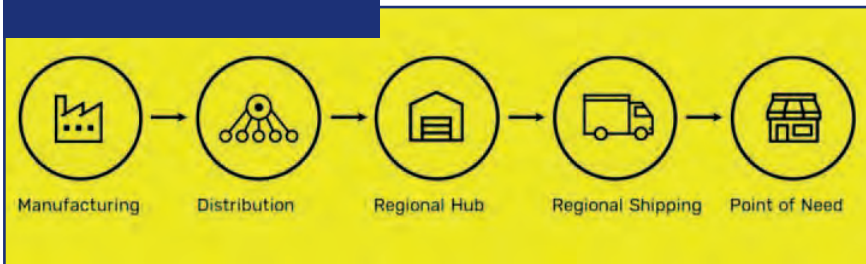 Manufacturing
Distribution
Regional Hub
Regional Shipping
Point of Need